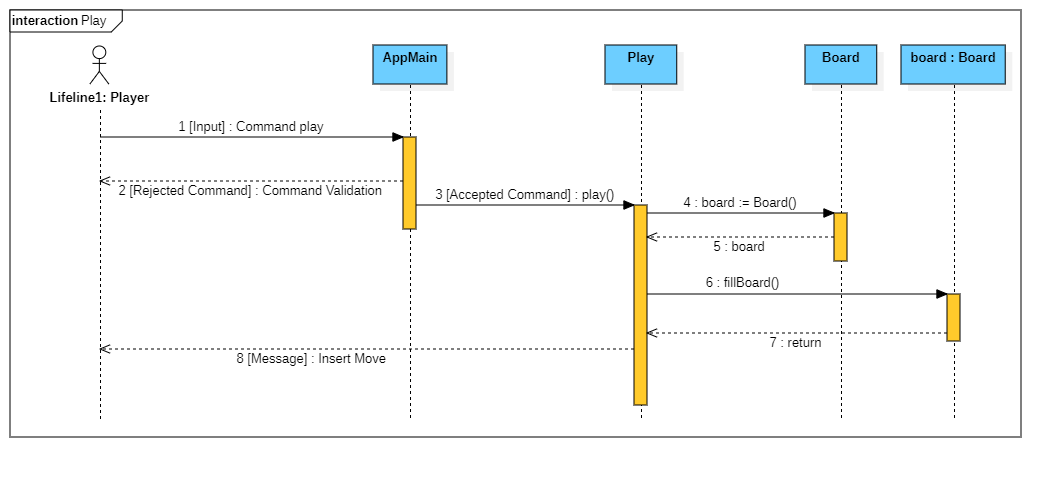 interaction Play
Lifeline1: Player
AppMain
Play
Board
board : Board
1 [Input] : Command play
2 [Rejected Command] : Command Validation
3 [Accepted Command] : play()
4 : board := Board()
5 : board
6 : fillBoard()
7 : return
8 [Message] : Insert Move